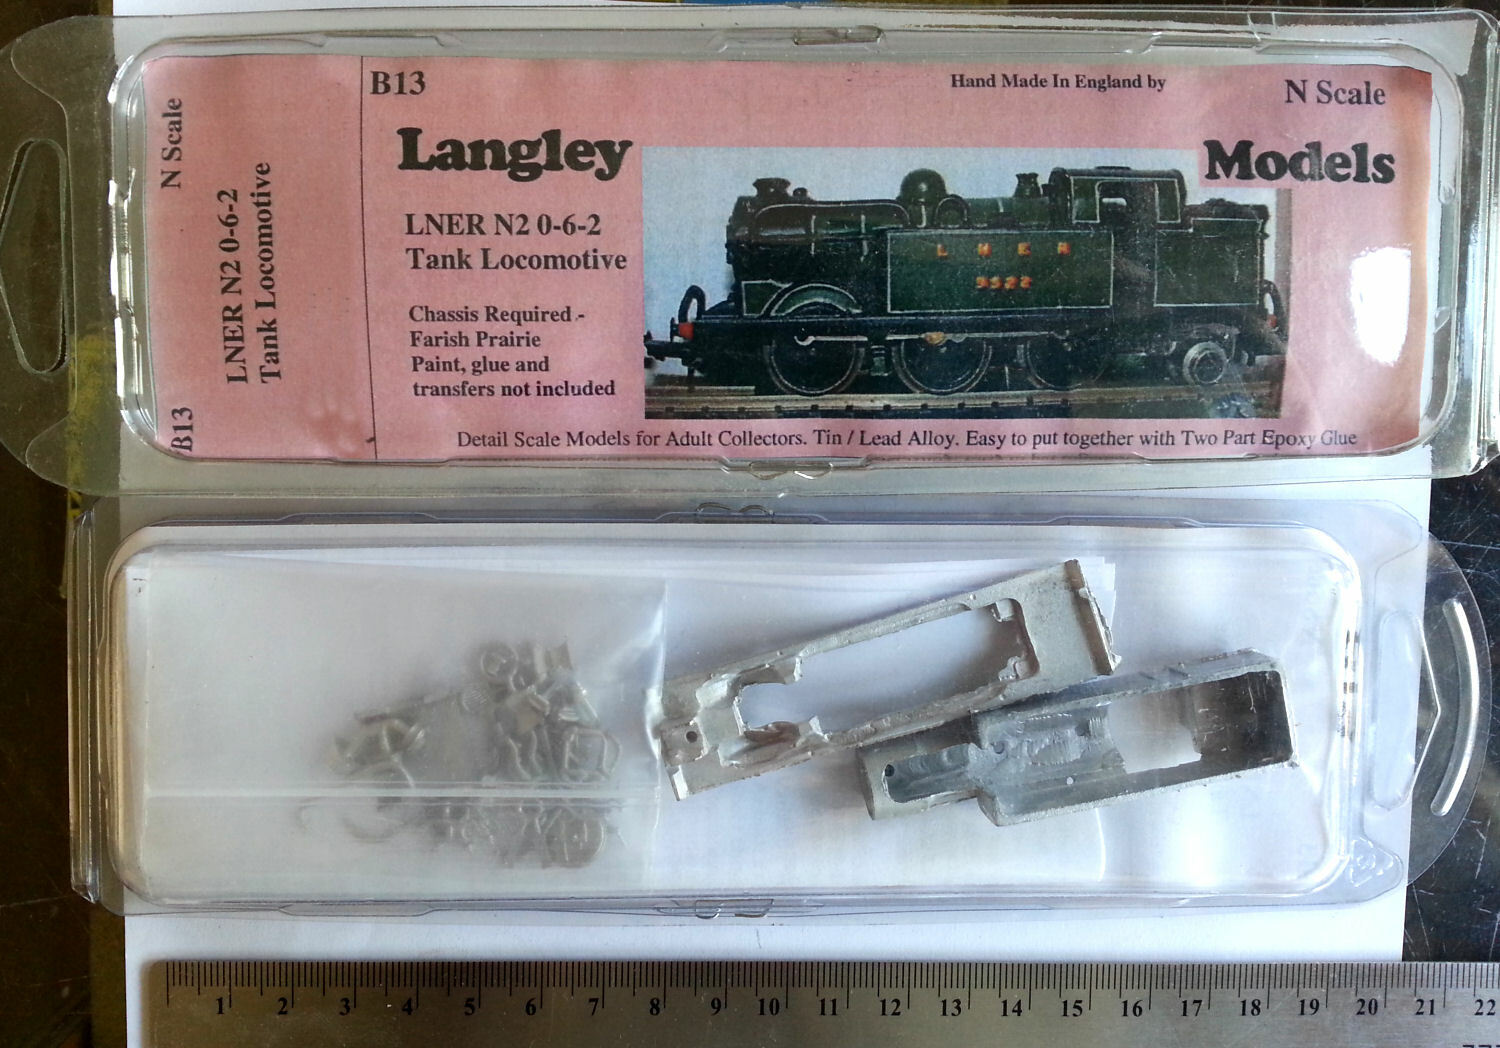 B13
Hand Made In England by
N Scale
Langley
Models
LNER N2 0-6-2
Tank Locomotive
Chassis Required -
Farish Prairie
Paint, glue and
transfers not included
L N E R
9522
Detail Scale Models for Adult Collectors. Tin / Lead Alloy. Easy to put together with Two Part Epoxy Glue
N Scale
LNER N2 0-6-2
Tank Locomotive
B13
1 2 3 4 5 6 7 8 9 10 11 12 13 14 15 16 17 18 19 20 21 22